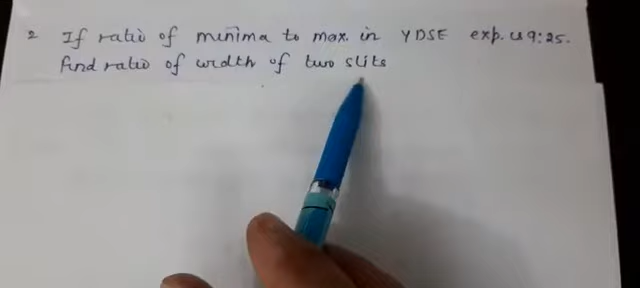 2 If ratio of minima to max. in YDSE exp. is 9:25.
find ratio of width of two slits